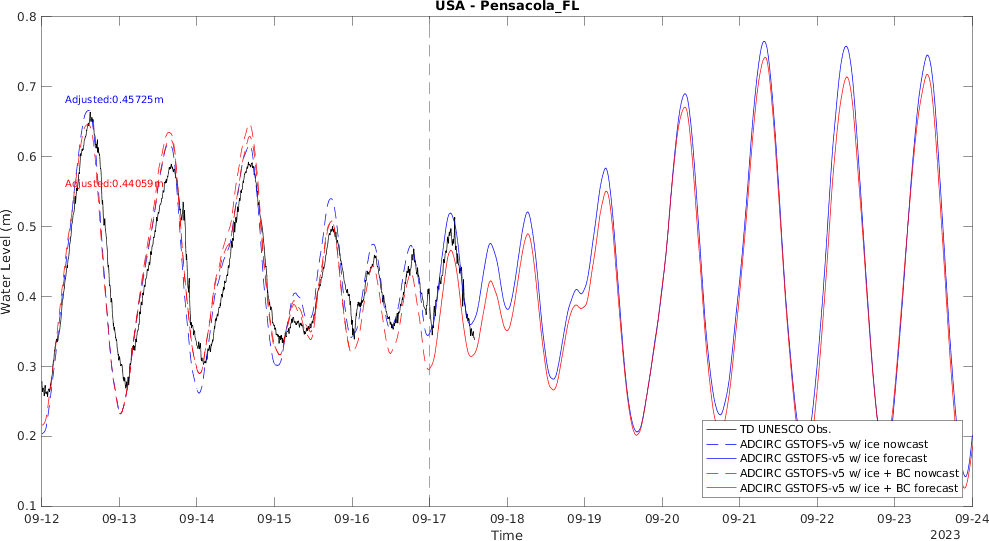 USA - Pensacola_FL
0.8
0.7
0.6
0.5
0.4
0.3
0.2
0.1
Water Level (m)
Adjusted:0.45725m
Adjusted:0.44059m
TD UNESCO Obs.
ADCIRC GSTOFS-v5 w/ ice nowcast
ADCIRC GSTOFS-v5 w/ ice forecast
ADCIRC GSTOFS-v5 w/ ice + BC nowcast
ADCIRC GSTOFS-v5 w/ ice + BC forecast
09-12 09-13 09-14 09-15 09-16 09-17 09-18 09-19 09-20 09-21 09-22 09-23 09-24
Time
2023